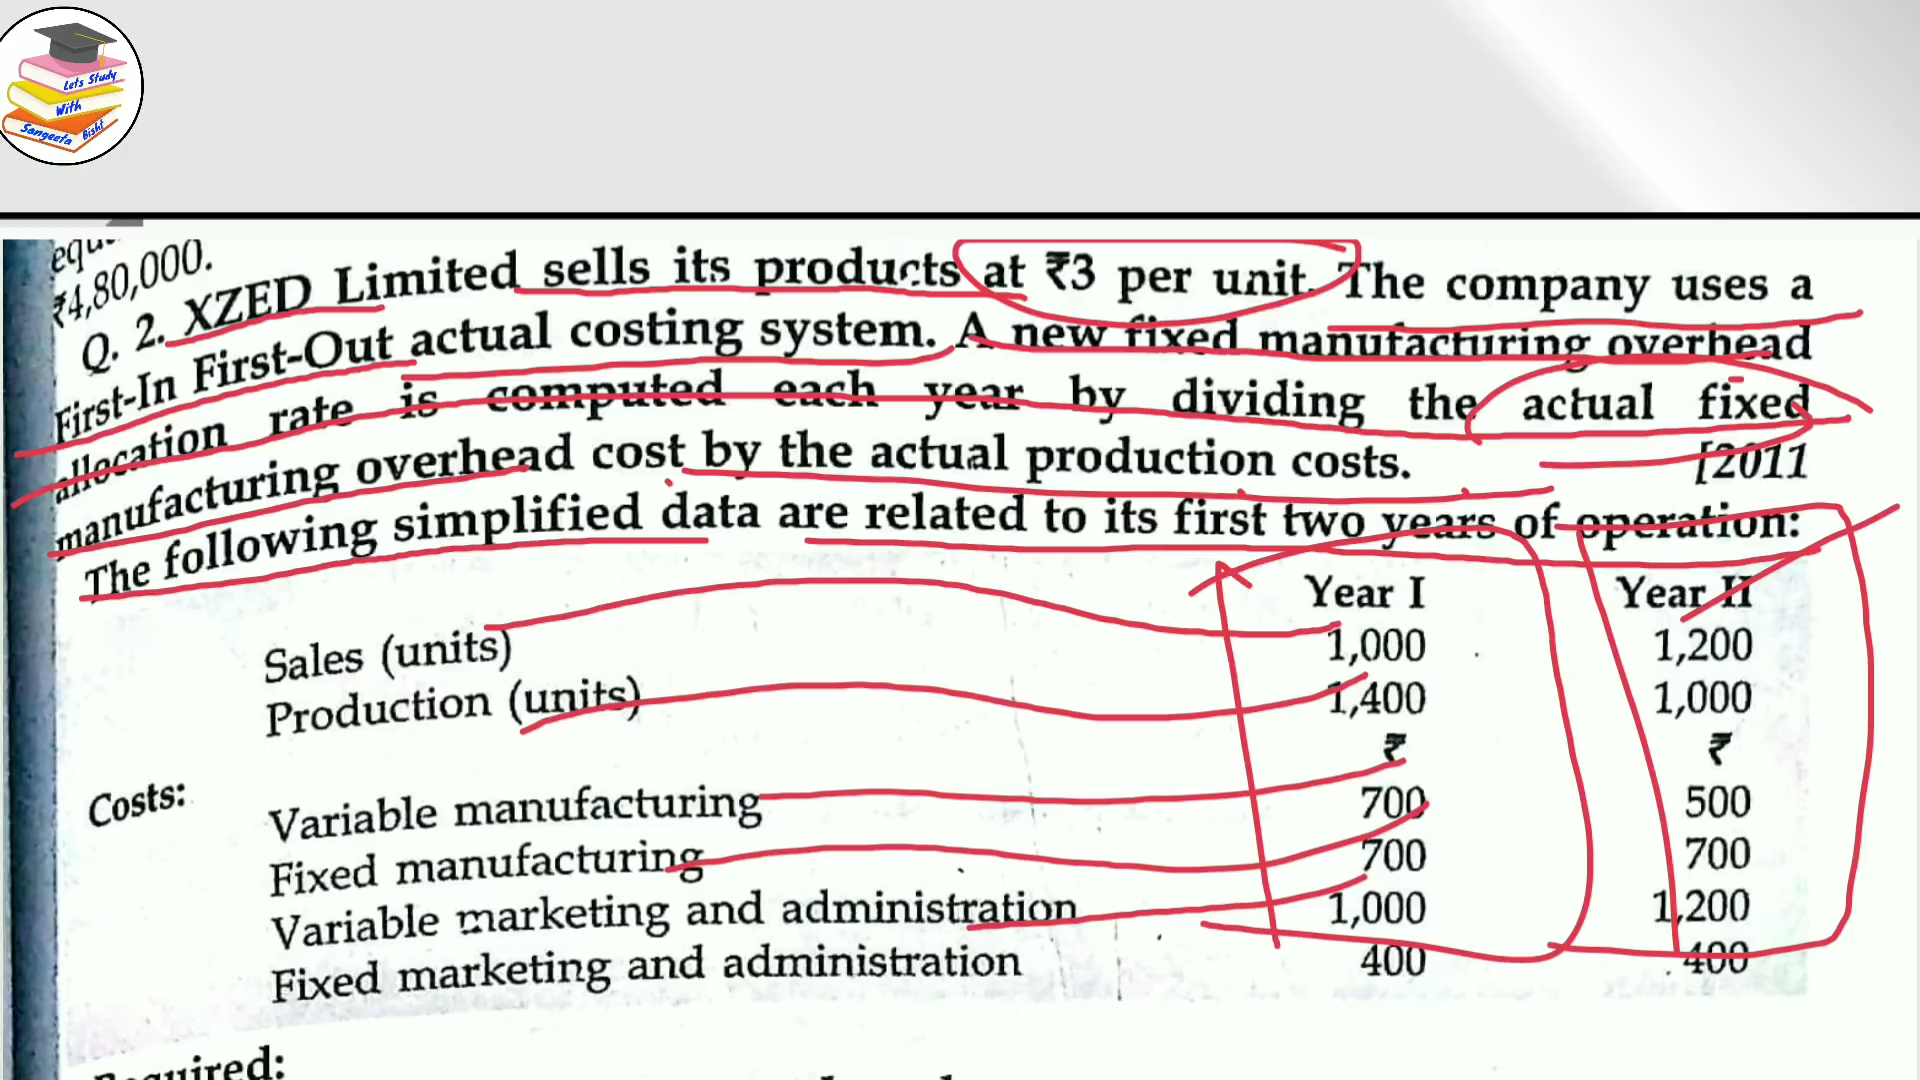 Lets Study
With
Sangeeta Bisht
₹4,80,000.
Q. 2. XZED Limited sells its products at ₹3 per unit. The company uses a
First-In First-Out actual costing system. A new fixed manufacturing overhead
allocation rate is computed each year by dividing the actual fixed
manufacturing overhead cost by the actual production costs. [2011
The following simplified data are related to its first two years of operation:
Year I Year II
Sales (units) 1,000 1,200
Production (units) 1,400 1,000
₹ ₹
Costs:
Variable manufacturing 700 500
Fixed manufacturing 700 700
Variable marketing and administration 1,000 1,200
Fixed marketing and administration 400 400